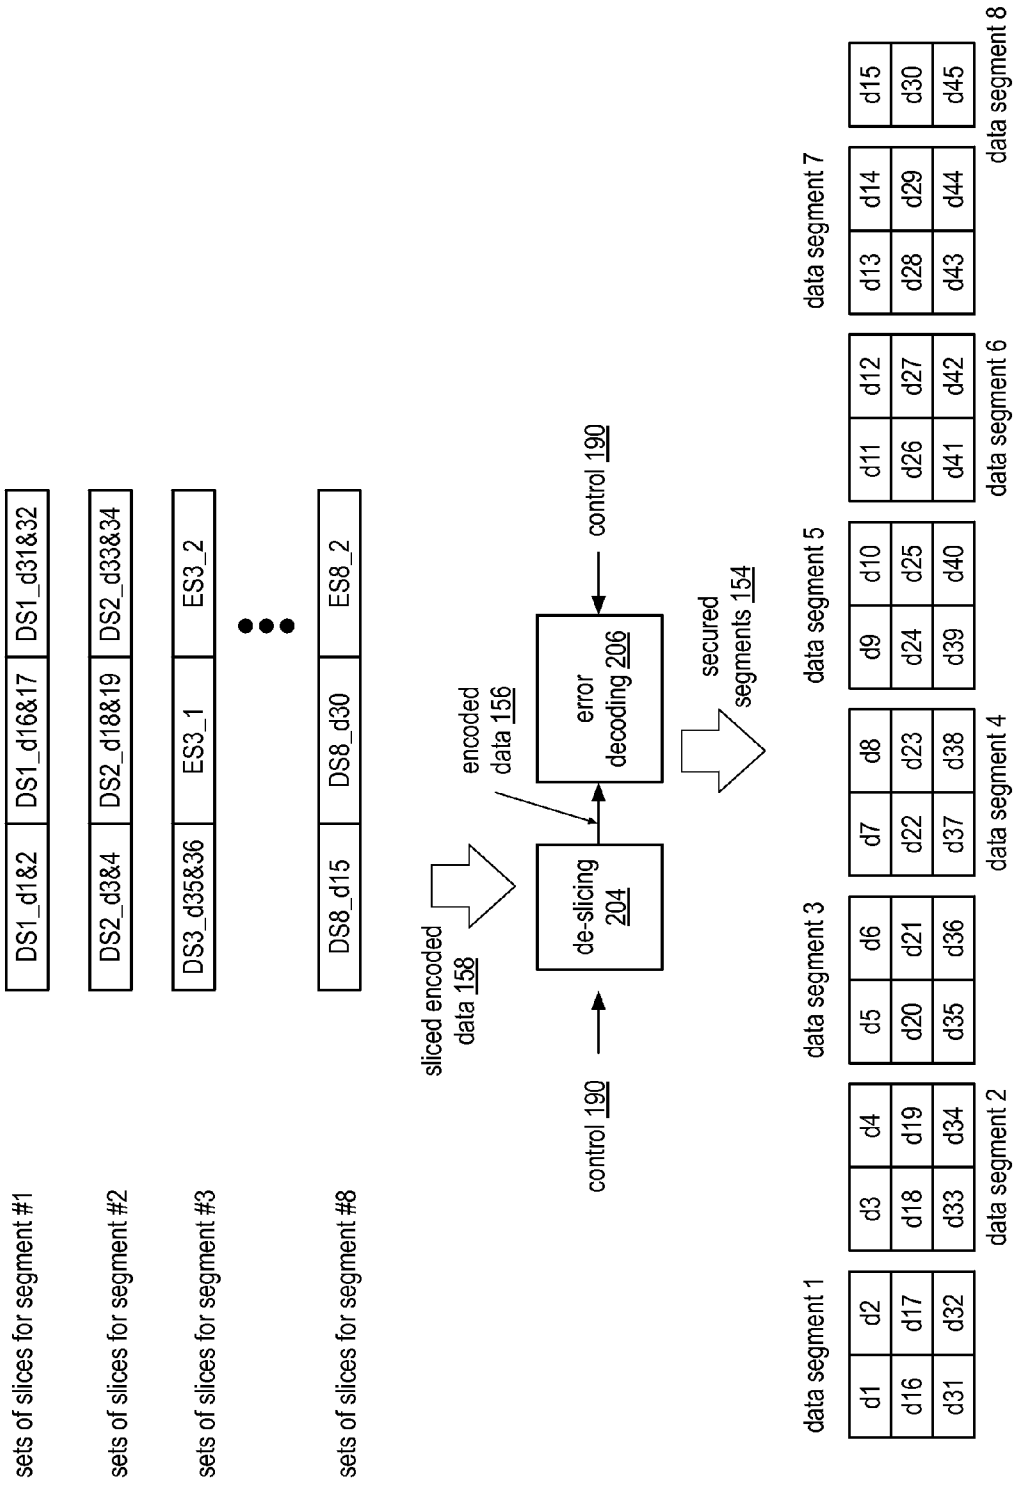 sets of slices for segment #1
DS1_d1&2 DS1_d16&17 DS1_d31&32
sets of slices for segment #2
DS2_d3&4 DS2_d18&19 DS2_d33&34
sets of slices for segment #3
DS3_d35&36 ES3_1 ES3_2
sets of slices for segment #8
DS8_d15 DS8_d30 ES8_2
sliced encoded
data 158
encoded
data 156
control 190
de-slicing
204
error
decoding 206
control 190
secured
segments 154
data segment 1
d1 d2
d16 d17
d31 d32
d3 d4
d18 d19
d33 d34
data segment 2
data segment 3
d5 d6
d20 d21
d35 d36
d7 d8
d22 d23
d37 d38
data segment 4
data segment 5
d9 d10
d24 d25
d39 d40
d11 d12
d26 d27
d41 d42
data segment 6
data segment 7
d13 d14
d28 d29
d43 d44
d15
d30
d45
data segment 8